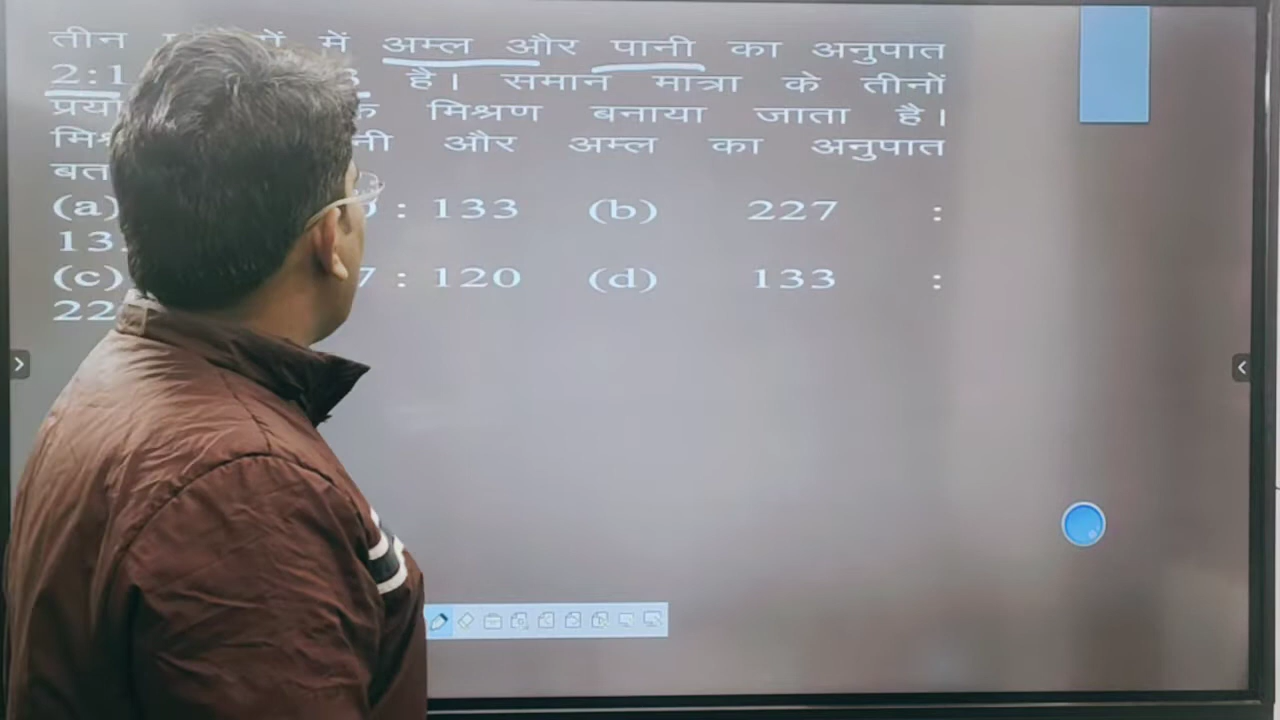 तीन में अम्ल और पानी का अनुपात
2:1 है। समान मात्रा के तीनों
मिश्रण बनाया जाता है।
और अम्ल का अनुपात
(a) : 133 (b) 227 :
(c) : 120 (d) 133 :